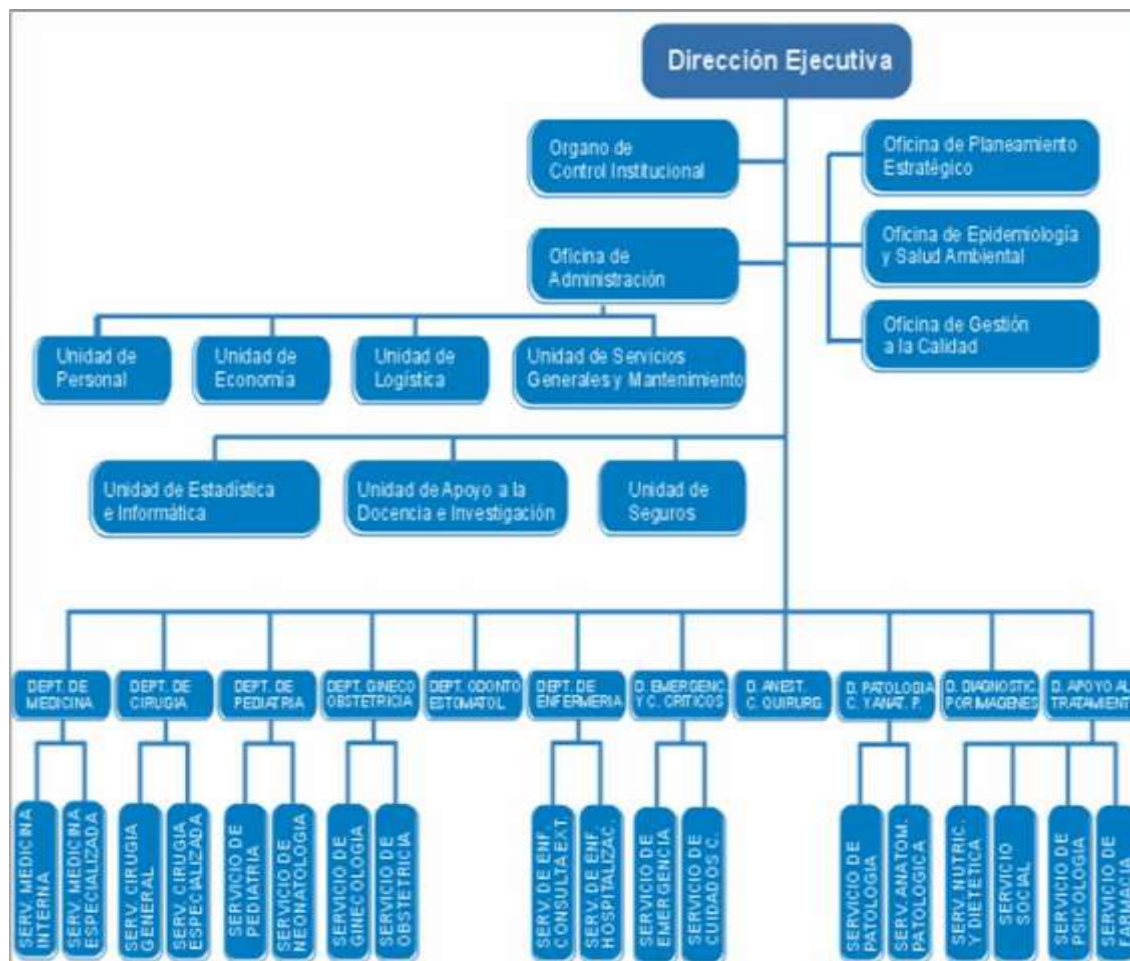 Dirección Ejecutiva
Organo de
Control Institucional
Oficina de Planeamiento
Estratégico
Oficina de
Administración
Oficina de Epidemiología
y Salud Ambiental
Oficina de Gestión
a la Calidad
Unidad de
Personal
Unidad de
Economía
Unidad de
Logística
Unidad de Servicios
Generales y Mantenimiento
Unidad de Estadística
e Informática
Unidad de Apoyo a la
Docencia e Investigación
Unidad de
Seguros
DEPT. DE
MEDICINA
DEPT. DE
CIRUGIA
DEPT. DE
PEDIATRIA
DEPT. GINECO
OBSTETRICIA
DEPT. ODONTO
ESTOMATOL.
DEPT. DE
ENFERMERIA
D. EMERGENC.
Y C. CRITICOS
D. ANEST.
C. QUIRURG.
D. PATOLOGIA
C. Y ANAT. P.
D. DIAGNOSTIC.
POR IMAGENES
D. APOYO AL
TRATAMIENT
SERV. MEDICINA
INTERNA
SERV. MEDICINA
ESPECIALIZADA
SERV. CIRUGIA
GENERAL
SERV. CIRUGIA
ESPECIALIZADA
SERVICIO DE
PEDIATRIA
SERVICIO DE
NEONATOLOGIA
SERVICIO DE
GINECOLOGIA
SERVICIO DE
OBSTETRICIA
SERV. DE ENF.
CONSULTA EXT.
SERV. DE ENF.
HOSPITALIZAC.
SERVICIO DE
EMERGENCIA
SERVICIO DE
CUIDADOS C.
SERVICIO DE
PATOLOGIA
SERV. ANATOM.
PATOLOGICA
SERV. NUTRIC.
Y DIETETICA
SERVICIO
SOCIAL
SERVICIO DE
PSICOLOGIA
SERVICIO DE
FARMACIA